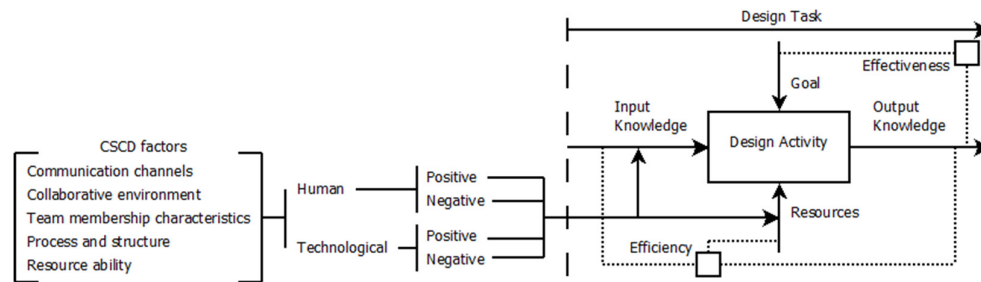 Design Task
Effectiveness
Goal
Input
Knowledge
Output
Knowledge
Design Activity
CSCD factors
Communication channels
Collaborative environment
Team membership characteristics
Process and structure
Resource ability
Human
Technological
Positive
Negative
Positive
Negative
Resources
Efficiency